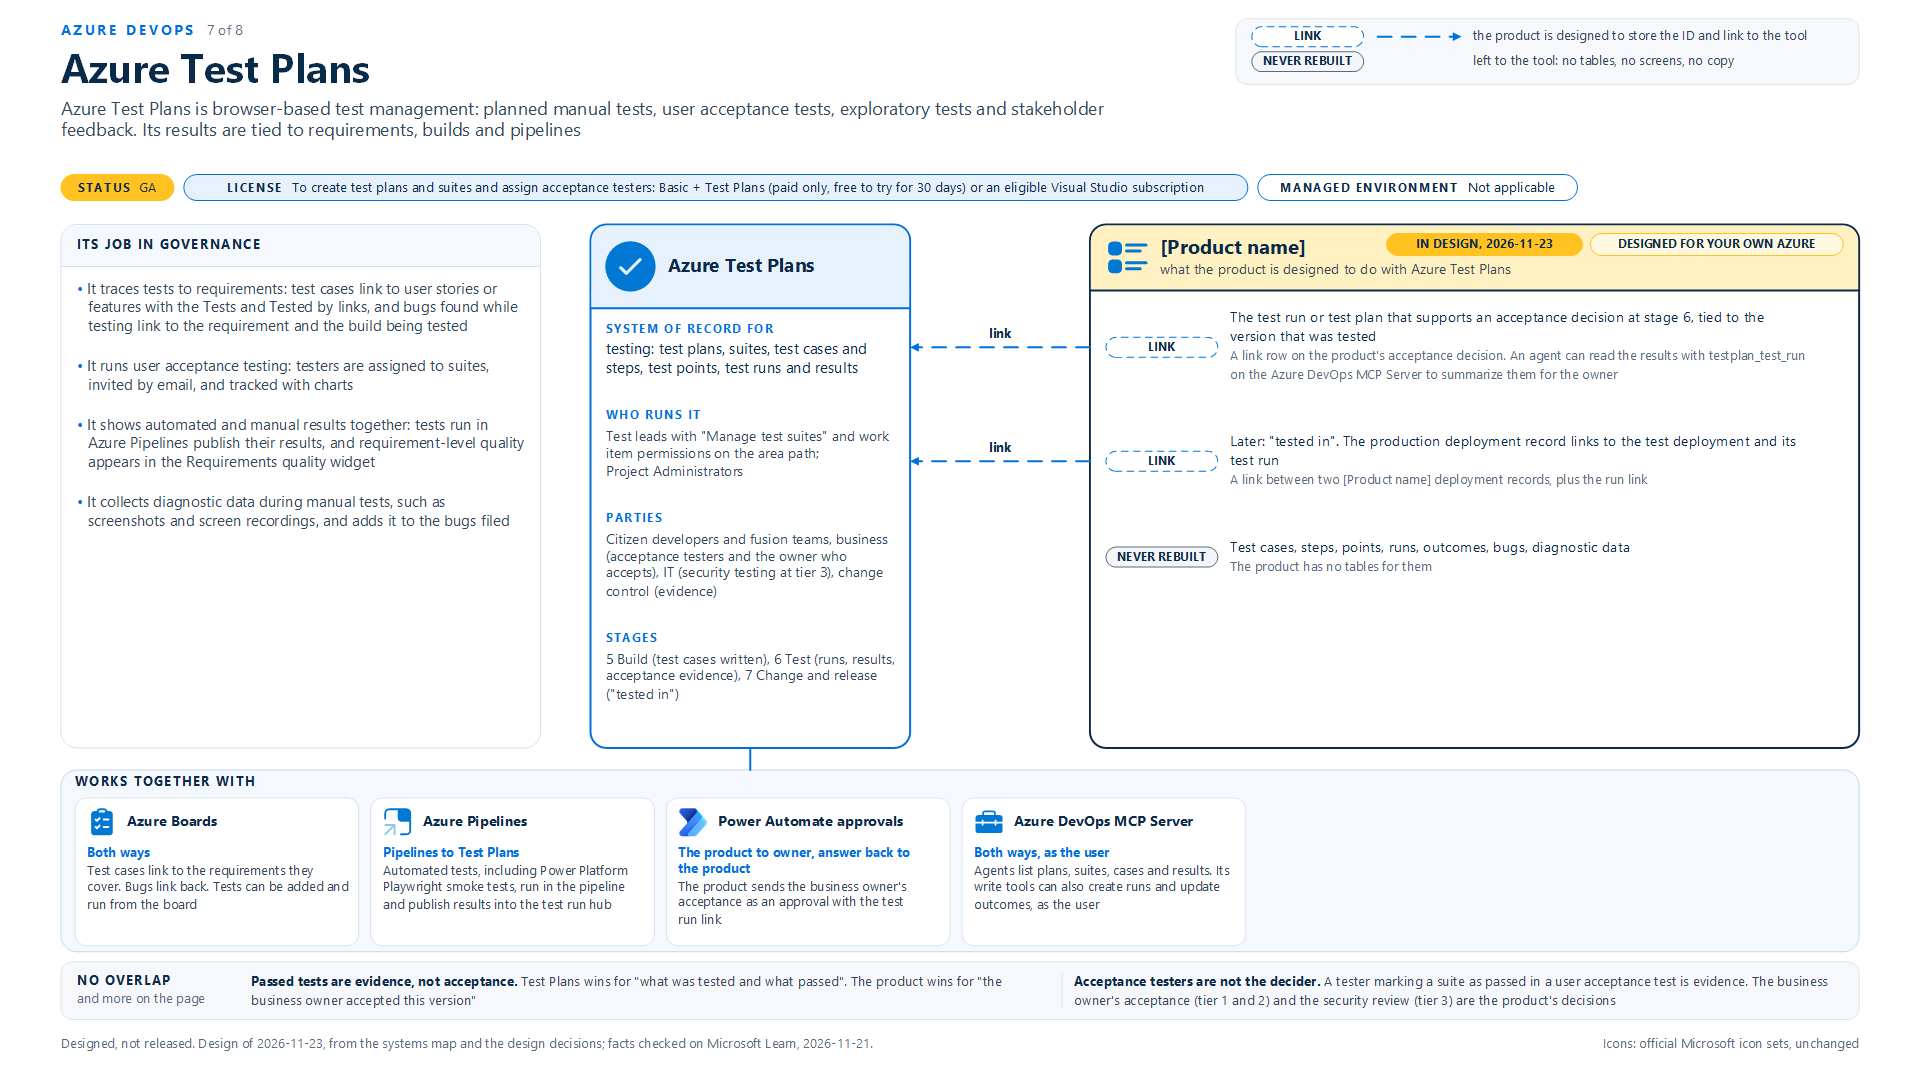 AZURE DEVOPS 7 of 8
Azure Test Plans
Azure Test Plans is browser-based test management: planned manual tests, user acceptance tests, exploratory tests and stakeholder
feedback. Its results are tied to requirements, builds and pipelines
LINK the product is designed to store the ID and link to the tool
NEVER REBUILT left to the tool: no tables, no screens, no copy
STATUS GA
LICENSE To create test plans and suites and assign acceptance testers: Basic + Test Plans (paid only, free to try for 30 days) or an eligible Visual Studio subscription
MANAGED ENVIRONMENT Not applicable
ITS JOB IN GOVERNANCE
• It traces tests to requirements: test cases link to user stories or
features with the Tests and Tested by links, and bugs found while
testing link to the requirement and the build being tested
• It runs user acceptance testing: testers are assigned to suites,
invited by email, and tracked with charts
• It shows automated and manual results together: tests run in
Azure Pipelines publish their results, and requirement-level quality
appears in the Requirements quality widget
• It collects diagnostic data during manual tests, such as
screenshots and screen recordings, and adds it to the bugs filed
Azure Test Plans
SYSTEM OF RECORD FOR
testing: test plans, suites, test cases and
steps, test points, test runs and results
WHO RUNS IT
Test leads with "Manage test suites" and work
item permissions on the area path;
Project Administrators
PARTIES
Citizen developers and fusion teams, business
(acceptance testers and the owner who
accepts), IT (security testing at tier 3), change
control (evidence)
STAGES
5 Build (test cases written), 6 Test (runs, results,
acceptance evidence), 7 Change and release
("tested in")
link
link
[Product name]
IN DESIGN, 2026-11-23
DESIGNED FOR YOUR OWN AZURE
what the product is designed to do with Azure Test Plans
LINK
The test run or test plan that supports an acceptance decision at stage 6, tied to the
version that was tested
A link row on the product's acceptance decision. An agent can read the results with testplan_test_run
on the Azure DevOps MCP Server to summarize them for the owner
LINK
Later: "tested in". The production deployment record links to the test deployment and its
test run
A link between two [Product name] deployment records, plus the run link
NEVER REBUILT
Test cases, steps, points, runs, outcomes, bugs, diagnostic data
The product has no tables for them
WORKS TOGETHER WITH
Azure Boards
Both ways
Test cases link to the requirements they
cover. Bugs link back. Tests can be added and
run from the board
Azure Pipelines
Pipelines to Test Plans
Automated tests, including Power Platform
Playwright smoke tests, run in the pipeline
and publish results into the test run hub
Power Automate approvals
The product to owner, answer back to
the product
The product sends the business owner's
acceptance as an approval with the test
run link
Azure DevOps MCP Server
Both ways, as the user
Agents list plans, suites, cases and results. Its
write tools can also create runs and update
outcomes, as the user
NO OVERLAP
and more on the page
Passed tests are evidence, not acceptance. Test Plans wins for "what was tested and what passed". The product wins for "the
business owner accepted this version"
Acceptance testers are not the decider. A tester marking a suite as passed in a user acceptance test is evidence. The business
owner's acceptance (tier 1 and 2) and the security review (tier 3) are the product's decisions
Designed, not released. Design of 2026-11-23, from the systems map and the design decisions; facts checked on Microsoft Learn, 2026-11-21.
Icons: official Microsoft icon sets, unchanged